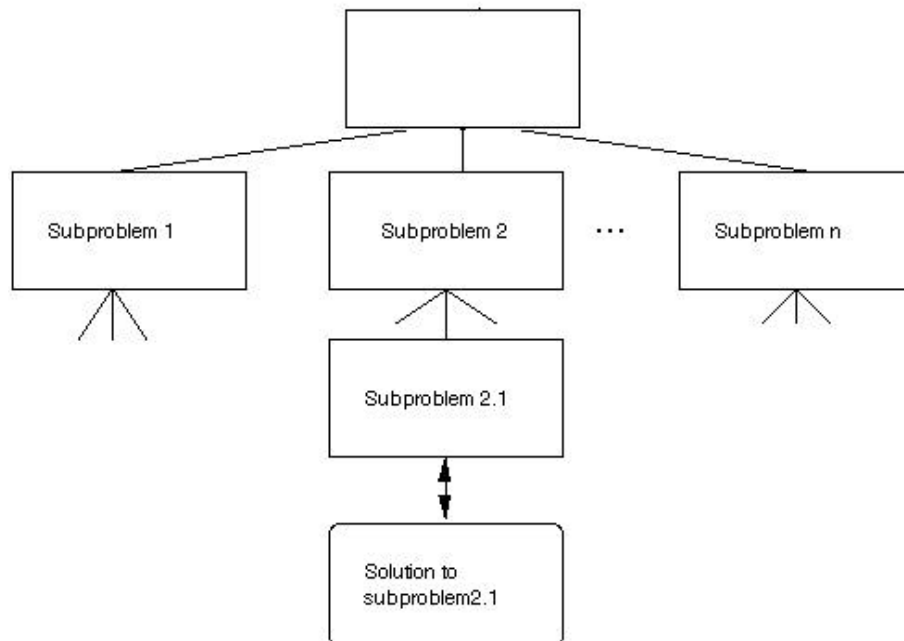 Subproblem 1
Subproblem 2
...
Subproblem n
Subproblem 2.1
Solution to
subproblem2.1